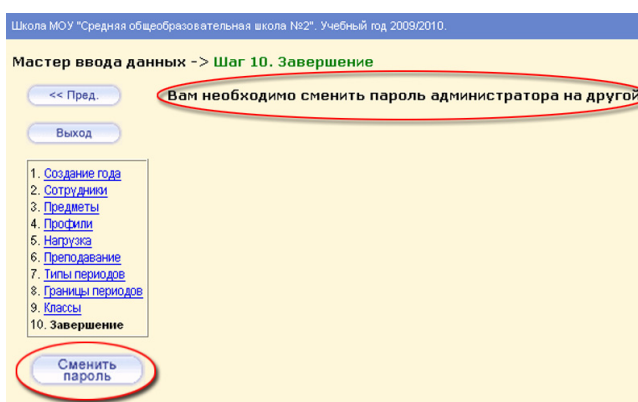 Школа МОУ "Средняя общеобразовательная школа №2". Учебный год 2009/2010.
Мастер ввода данных -> Шаг 10. Завершение
<< Пред.
Вам необходимо сменить пароль администратора на другой
Выход
1. Создание года
2. Сотрудники
3. Предметы
4. Профили
5. Нагрузка
6. Преподавание
7. Типы периодов
8. Границы периодов
9. Классы
10. Завершение
Сменить
пароль